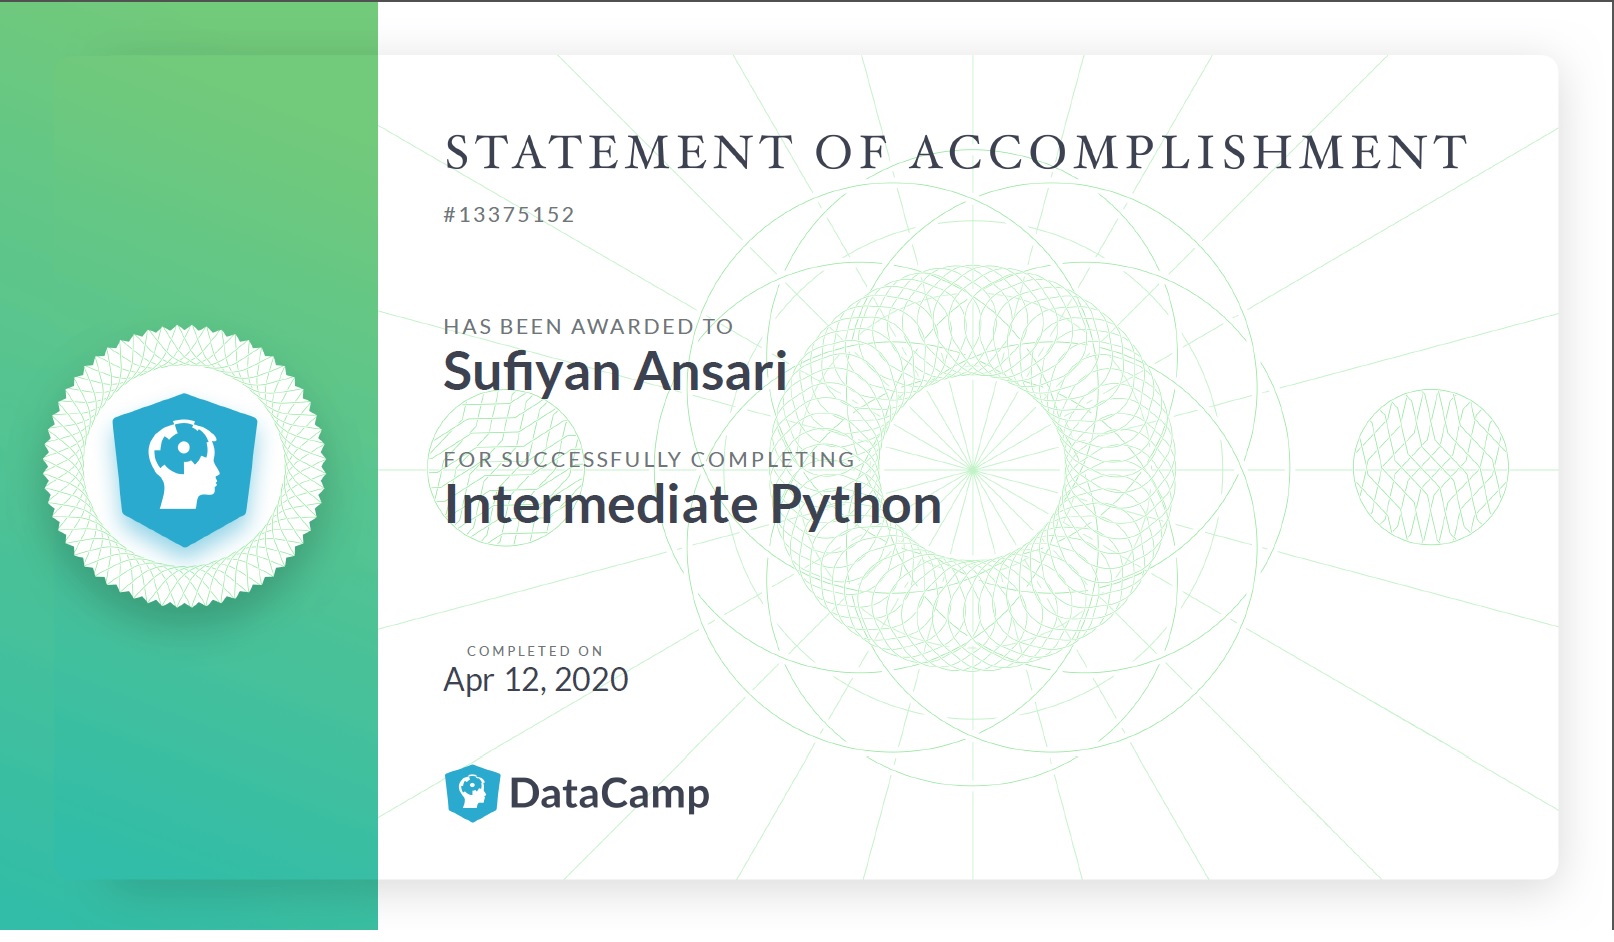 STATEMENT OF ACCOMPLISHMENT
#13375152
HAS BEEN AWARDED TO
Sufiyan Ansari
FOR SUCCESSFULLY COMPLETING
Intermediate Python
COMPLETED ON
Apr 12, 2020
DataCamp